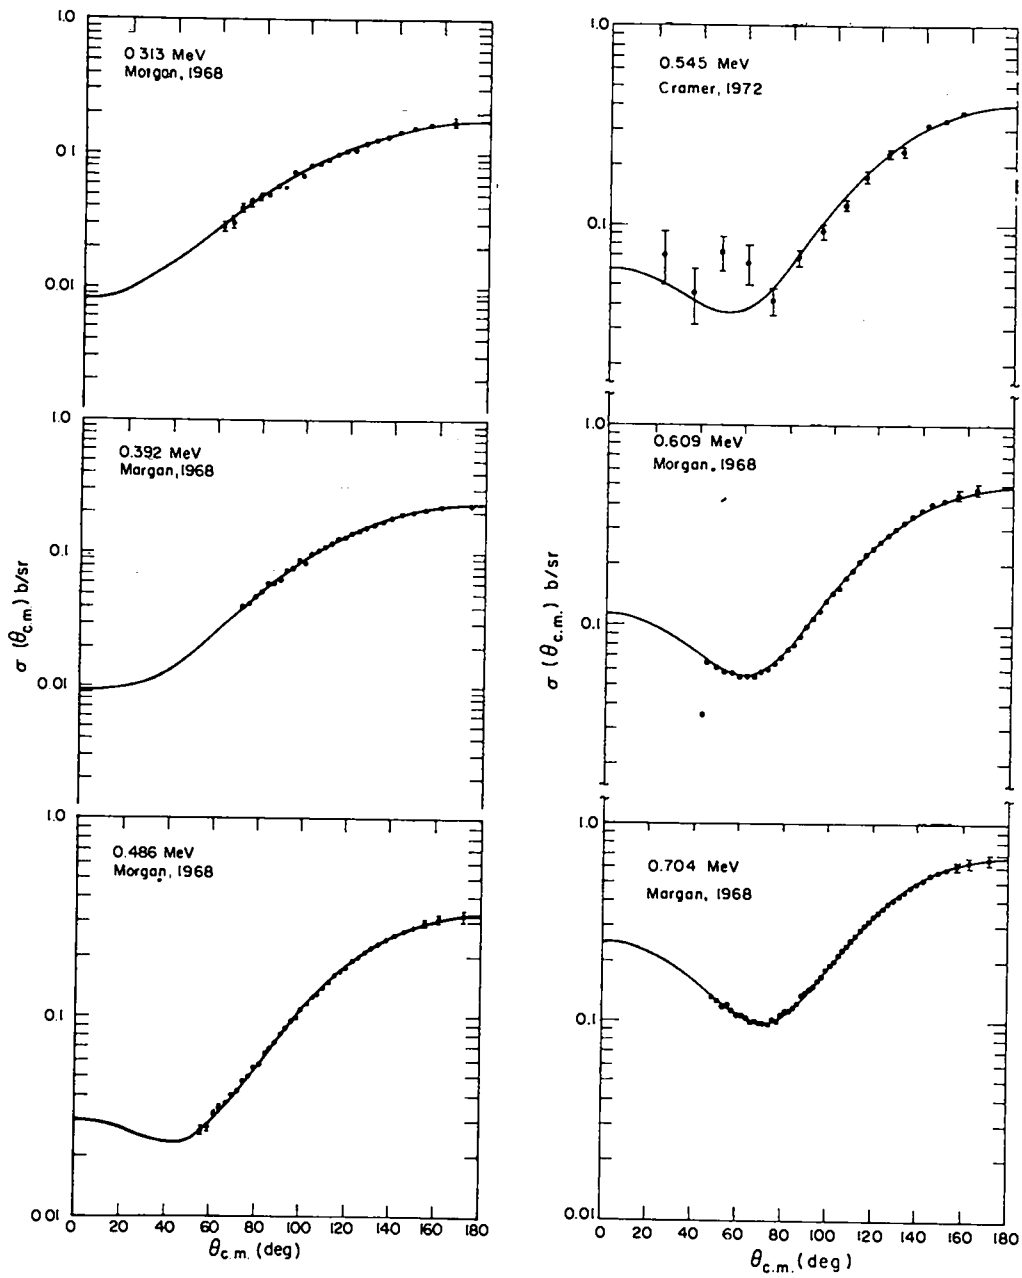 1.0
0.313 MeV
Morgan, 1968
0.1
0.01
1.0
0.392 MeV
Margan, 1968
0.1
0.01
σ (θc.m.) b/sr
1.0
0.486 MeV
Morgan, 1968
0.1
0.01
0 20 40 60 80 100 120 140 160 180
θc.m. (deg)
1.0
0.545 MeV
Cramer, 1972
0.1
1.0
0.609 MeV
Morgan, 1968
0.1
σ (θc.m.) b/sr
1.0
0.704 MeV
Margan, 1968
0.1
0.01
0 20 40 60 80 100 120 140 160 180
θc.m. (deg)